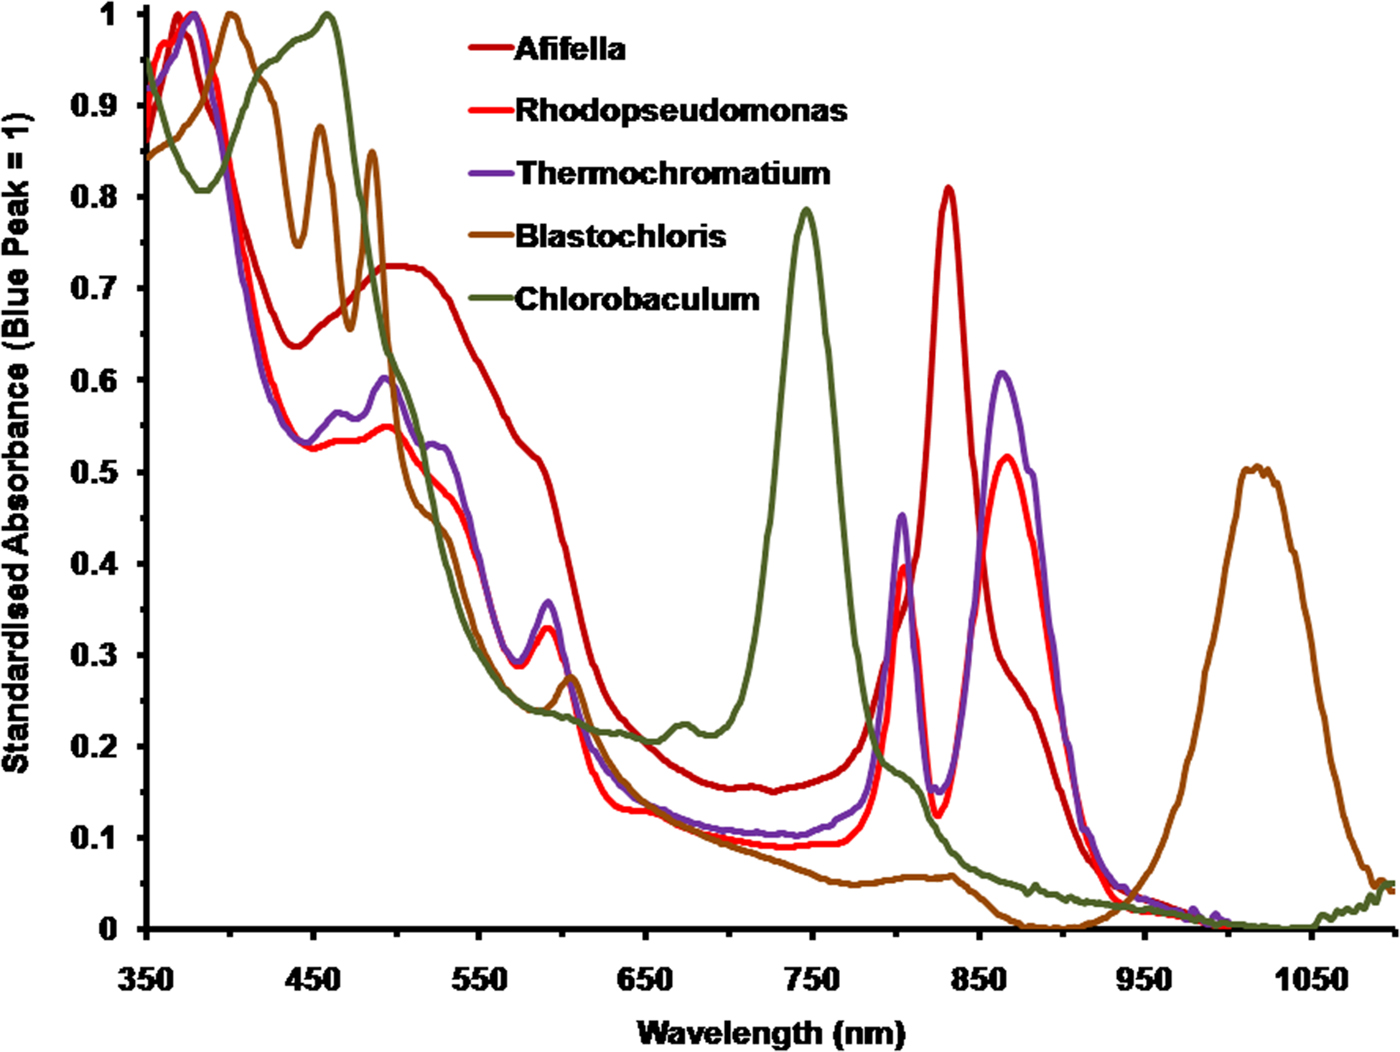 Standardised Absorbance (Blue Peak = 1)
1
0.9
0.8
0.7
0.6
0.5
0.4
0.3
0.2
0.1
0
Afifella
Rhodopseudomonas
Thermochromatium
Blastochloris
Chlorobaculum
350 450 550 650 750 850 950 1050
Wavelength (nm)